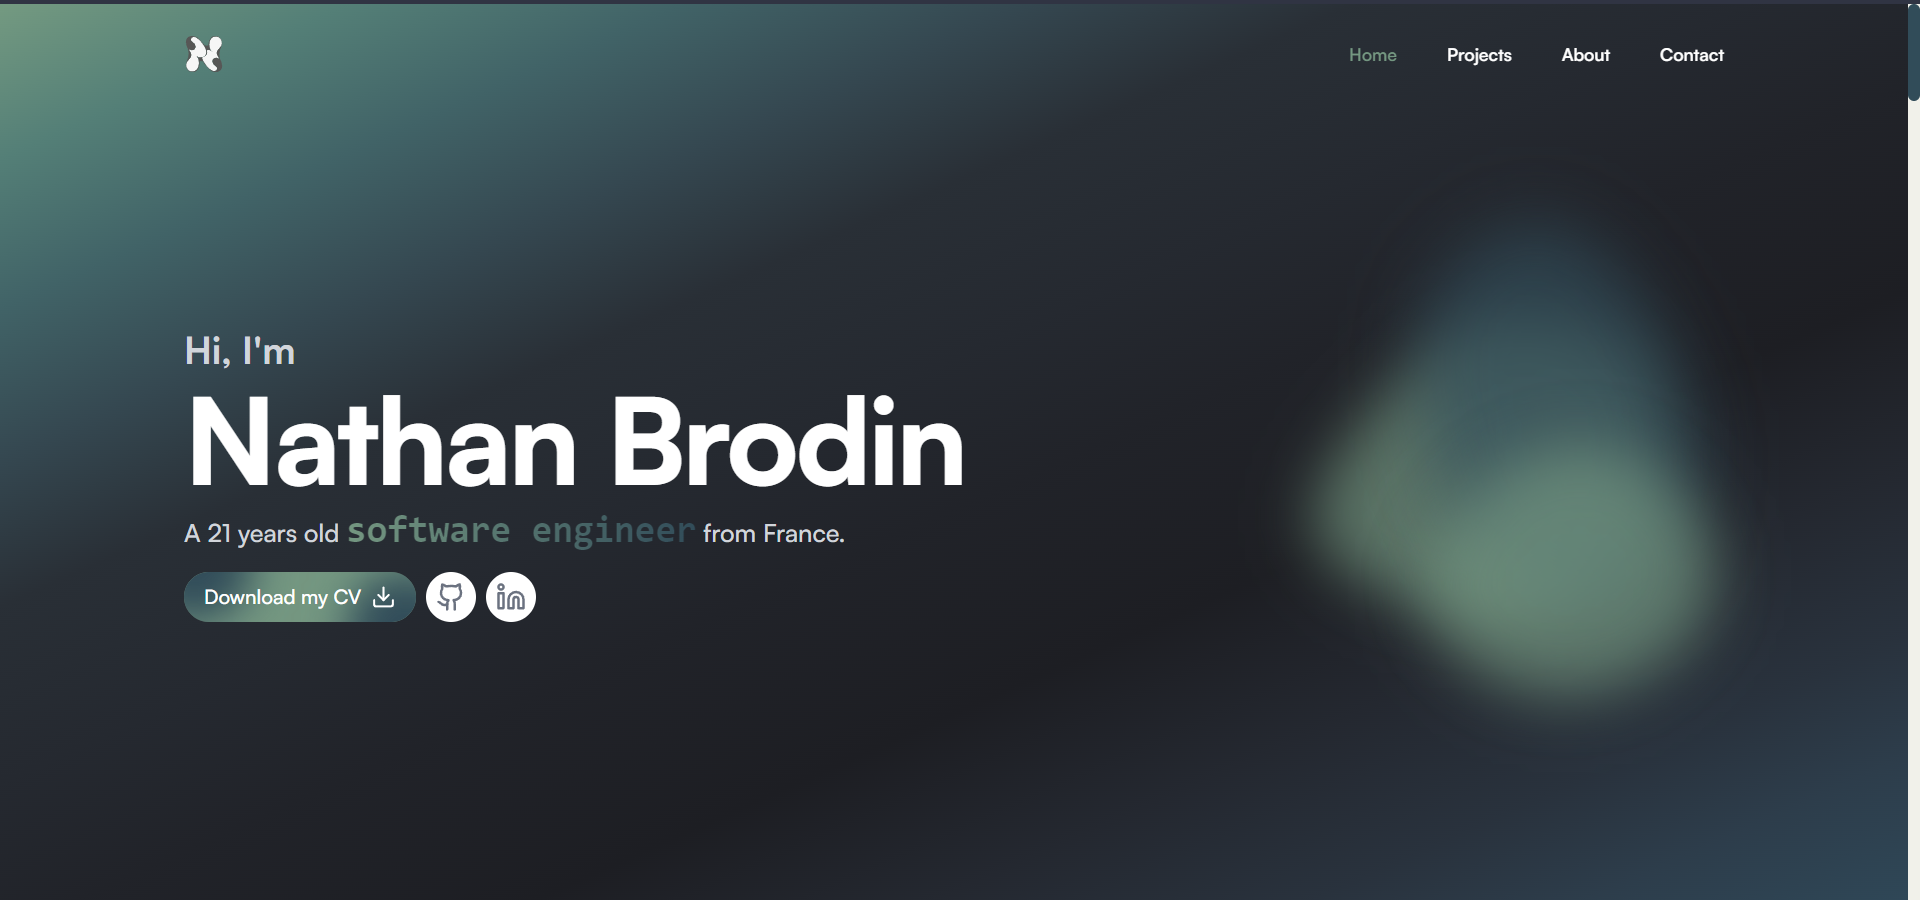 Home Projects About Contact
Hi, I'm
Nathan Brodin
A 21 years old software engineer from France.
Download my CV